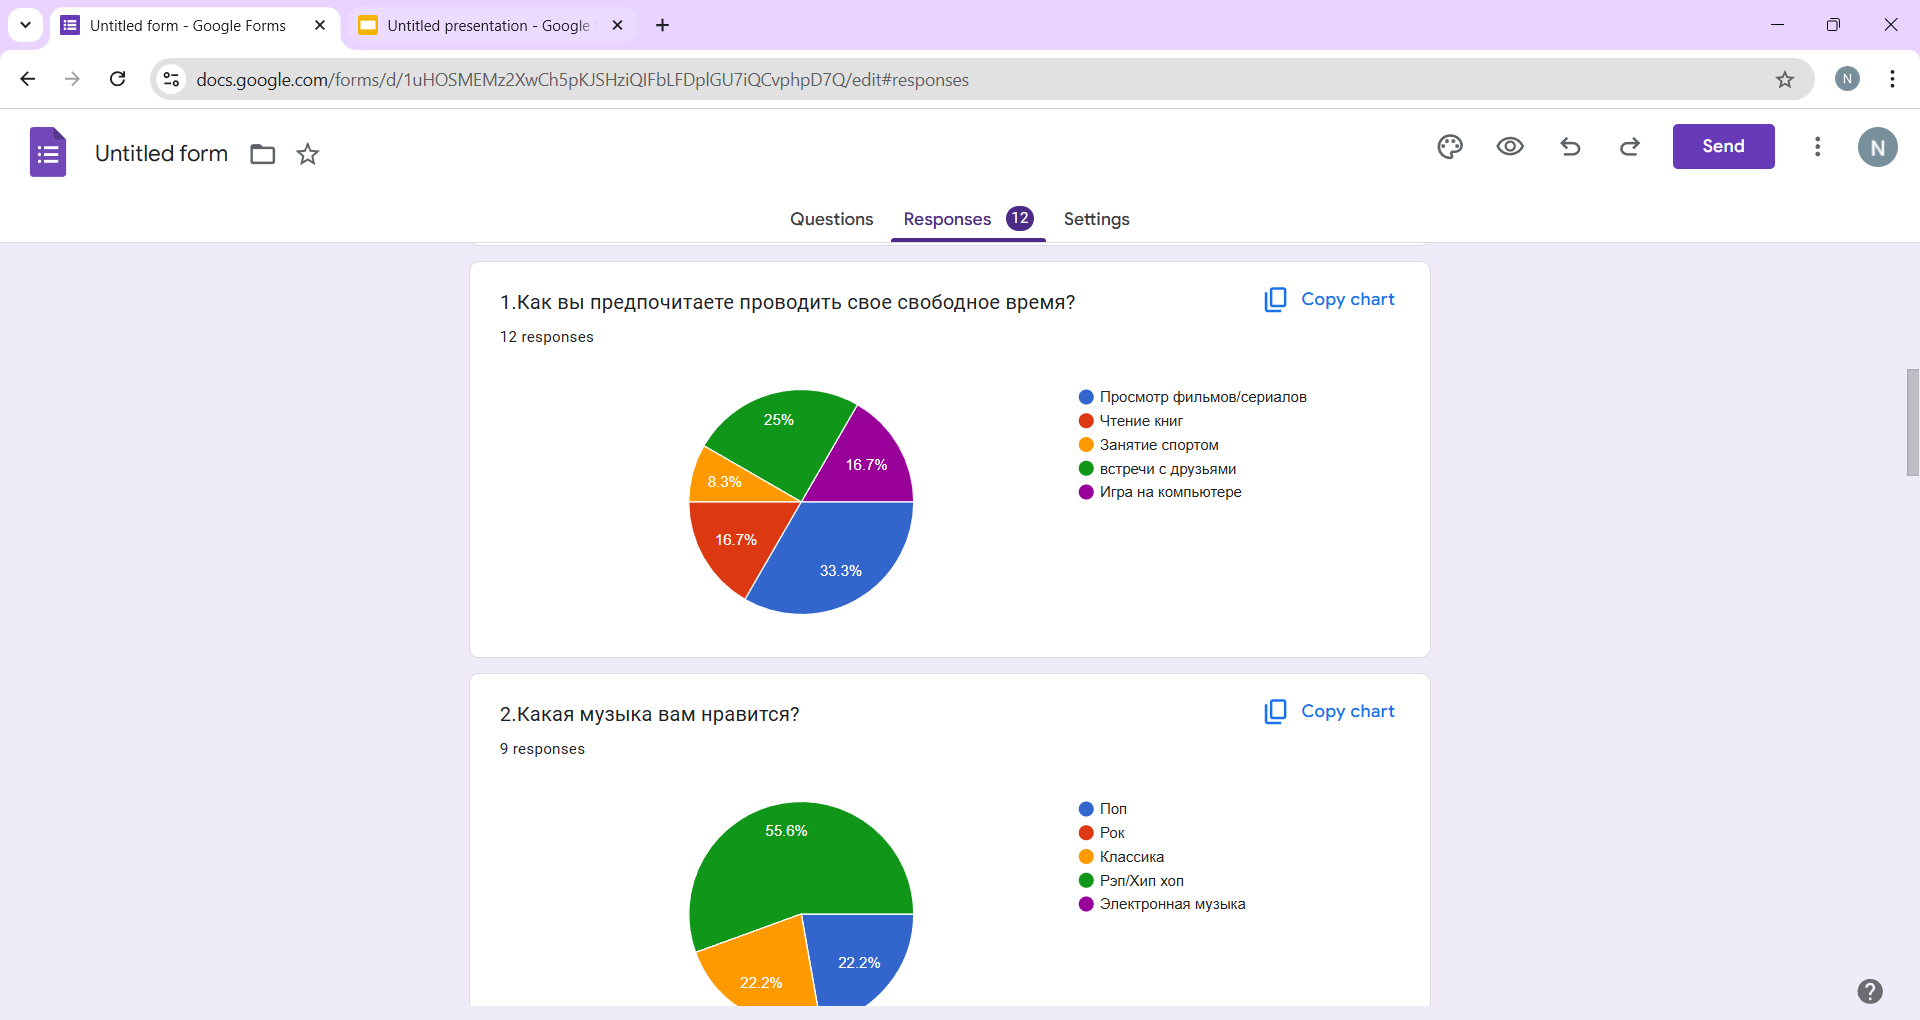 Untitled form - Google Forms
Untitled presentation - Google
docs.google.com/forms/d/1uHOSMEMz2XwCh5pKJSHziQIFbLFDplGU7iQCvphpD7Q/edit#responses
N
Untitled form
Send
N
Questions
Responses 12
Settings
1.Как вы предпочитаете проводить свое свободное время?
Copy chart
12 responses
25%
16.7%
8.3%
16.7%
33.3%
Просмотр фильмов/сериалов
Чтение книг
Занятие спортом
встречи с друзьями
Игра на компьютере
2.Какая музыка вам нравится?
Copy chart
9 responses
55.6%
22.2%
22.2%
Поп
Рок
Классика
Рэп/Хип хоп
Электронная музыка